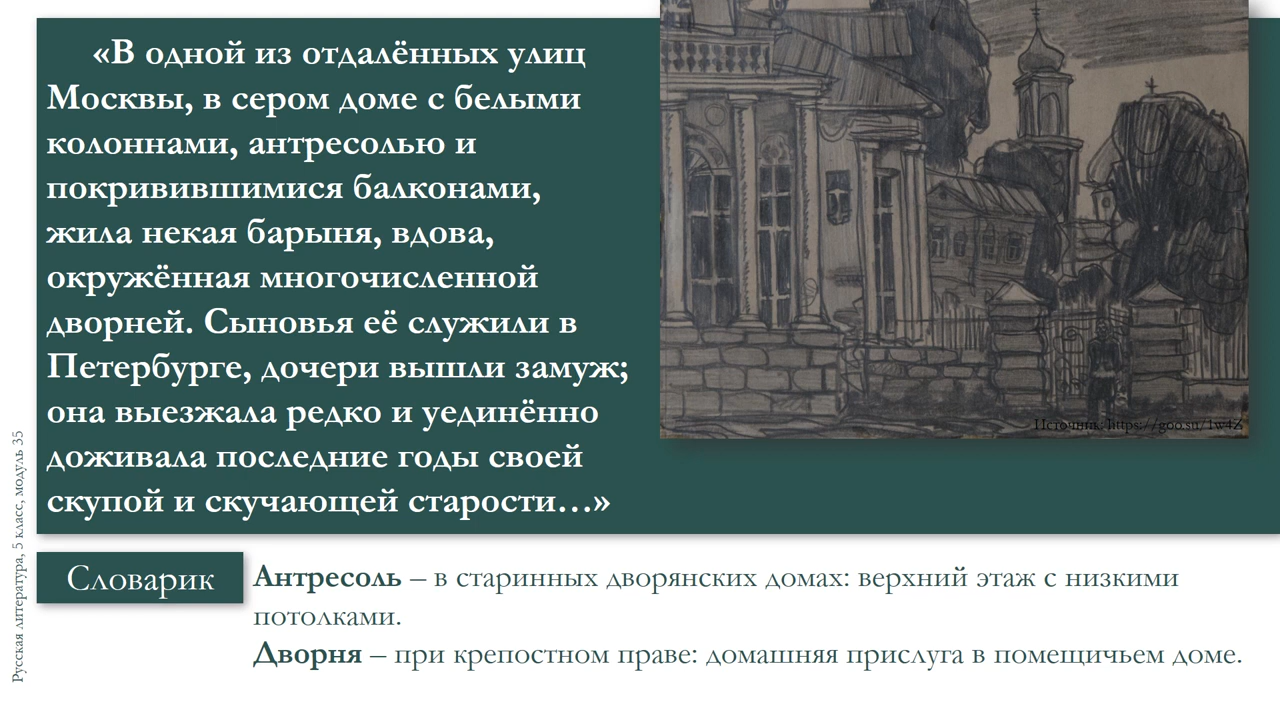 «В одной из отдалённых улиц
Москвы, в сером доме с белыми
колоннами, антресолью и
покривившимися балконами,
жила некая барыня, вдова,
окружённая многочисленной
дворней. Сыновья её служили в
Петербурге, дочери вышли замуж;
она выезжала редко и уединённо
доживала последние годы своей
скупой и скучающей старости…»
Источник: https://goo.su/1w4Z
Словарик
Антресоль – в старинных дворянских домах: верхний этаж с низкими
потолками.
Дворня – при крепостном праве: домашняя прислуга в помещичьем доме.
Русская литература, 5 класс, модуль 35